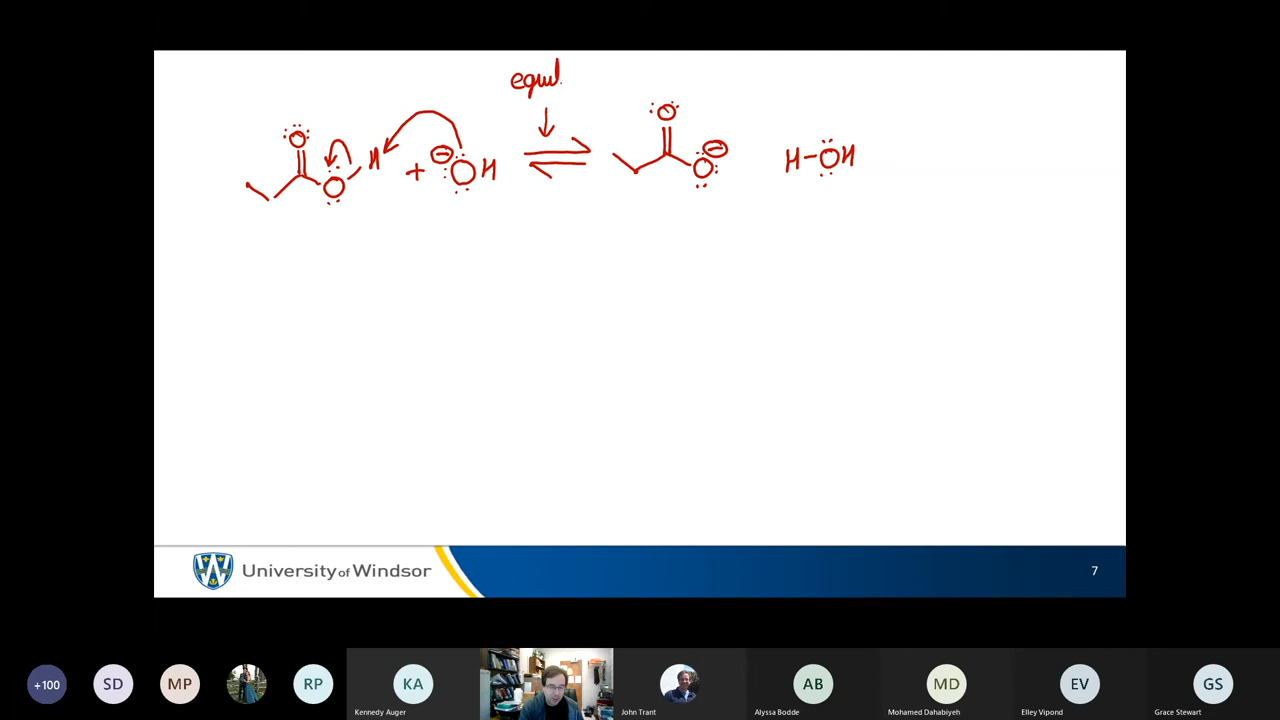 equil.
O O H + ⊖ OH ⇌ O O ⊖ H-OH
University of Windsor
7
+100
SD
MP
RP
KA
AB
MD
EV
GS
Kennedy Auger
John Trant
Alyssa Bodde
Mohamed Dahabiyeh
Elley Vipond
Grace Stewart